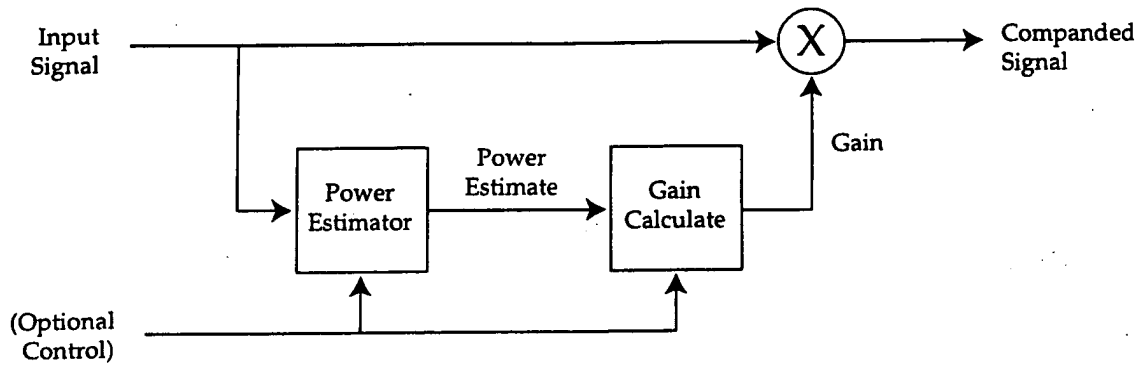 Input
Signal
X
Companded
Signal
Gain
Power
Estimate
Power
Estimator
Gain
Calculate
(Optional
Control)